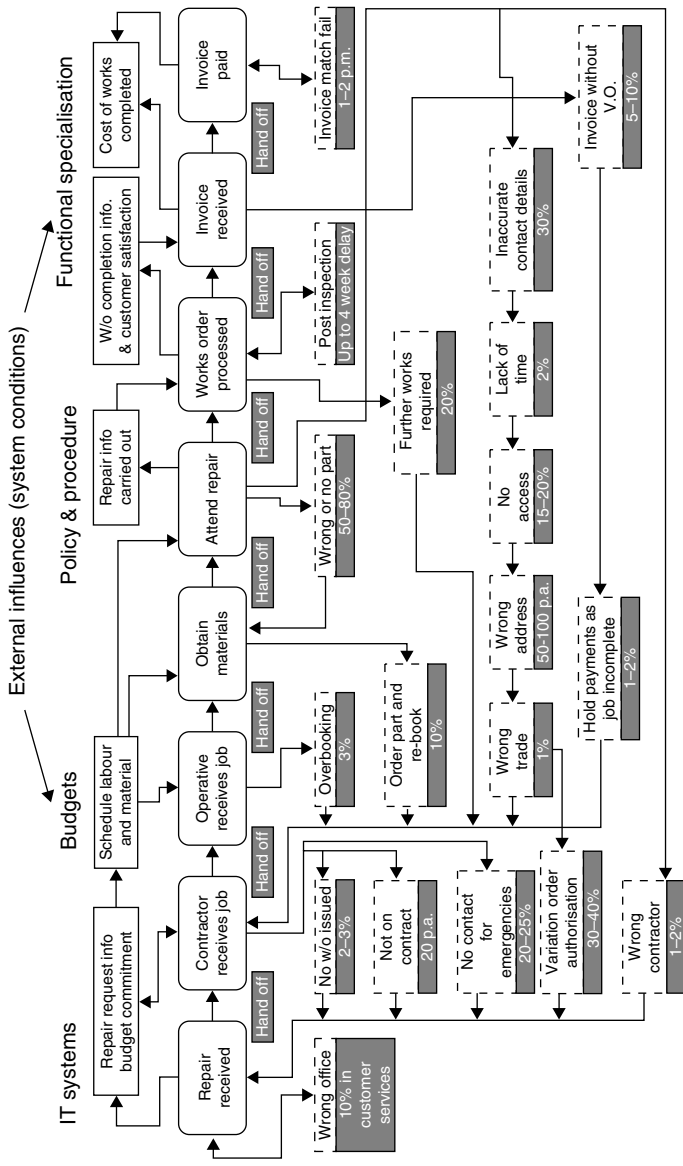 External influences (system conditions)
IT systems
Budgets
Policy & procedure
Functional specialisation
Repair request info
budget commitment
Schedule labour
and material
Repair info
carried out
W/o completion info.
& customer satisfaction
Cost of works
completed
Repair
received
Contractor
receives job
Operative
receives job
Obtain
materials
Attend repair
Works order
processed
Invoice
received
Invoice
paid
Hand off
Hand off
Hand off
Hand off
Hand off
Hand off
Hand off
Wrong office
10% in
customer
services
No w/o issued
2–3%
Overbooking
3%
Wrong or no part
50–80%
Post inspection
Up to 4 week delay
Invoice match fail
1–2 p.m.
Not on
contract
20 p.a.
Order part and
re-book
10%
Further works
required
20%
No contact
for
emergencies
20–25%
Wrong
trade
1%
Wrong
address
50-100 p.a.
No
access
15–20%
Lack of
time
2%
Inaccurate
contact details
30%
Variation order
authorisation
30–40%
Hold payments as
job incomplete
1–2%
Invoice without
V.O.
5–10%
Wrong
contractor
1–2%